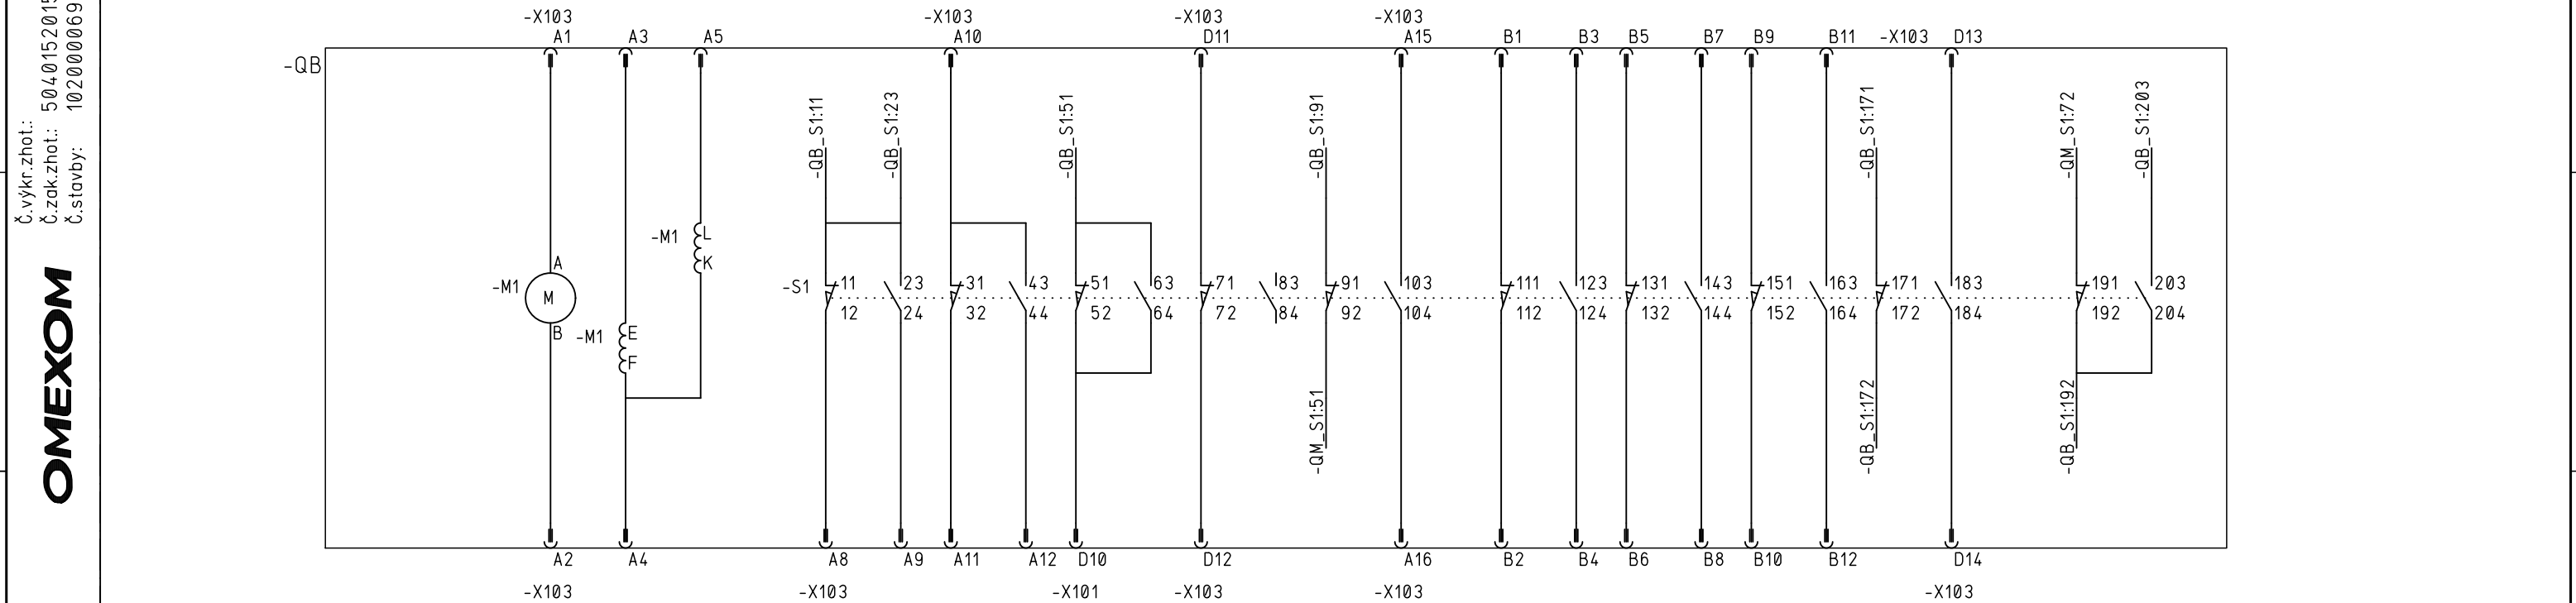 Č.výkr.zhot.:
Č.zak.zhot.:
Č.stavby:
OMEXOM
-X103 -X103 -X103 -X103
A1 A3 A5 A10 D11 A15 B1 B3 B5 B7 B9 B11 -X103 D13
-QB
-QB_S1:11 -QB_S1:23 -QB_S1:51 -QB_S1:91 -QB_S1:171 -QM_S1:72 -QB_S1:203
-M1 L
K
-M1 A
M
B
-M1 E
F
-S1 11 23 31 43 51 63 71 83 91 103 111 123 131 143 151 163 171 183 191 203
12 24 32 44 52 64 72 84 92 104 112 124 132 144 152 164 172 184 192 204
-QM_S1:51 -QB_S1:172 -QB_S1:192
A2 A4 A8 A9 A11 A12 D10 D12 A16 B2 B4 B6 B8 B10 B12 D14
-X103 -X103 -X101 -X103 -X103 -X103